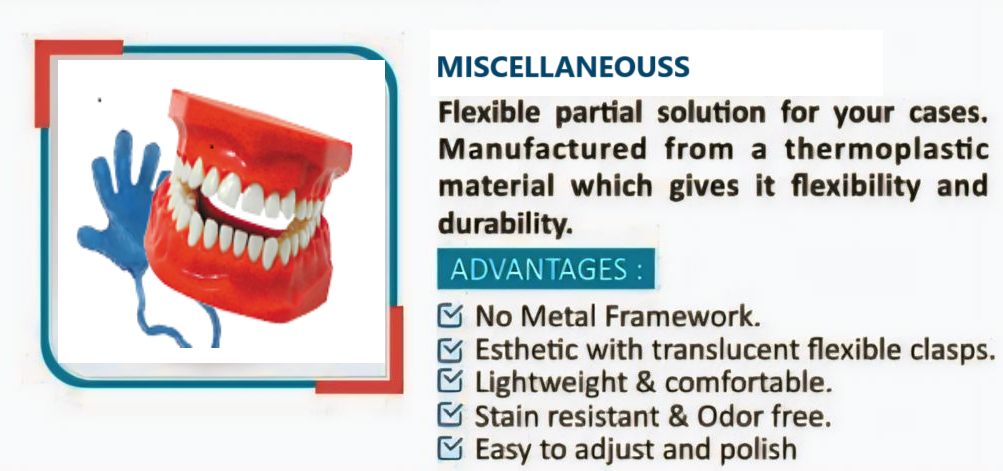 MISCELLANEOUSS
Flexible partial solution for your cases.
Manufactured from a thermoplastic
material which gives it flexibility and
durability.
ADVANTAGES :
No Metal Framework.
Esthetic with translucent flexible clasps.
Lightweight & comfortable.
Stain resistant & Odor free.
Easy to adjust and polish